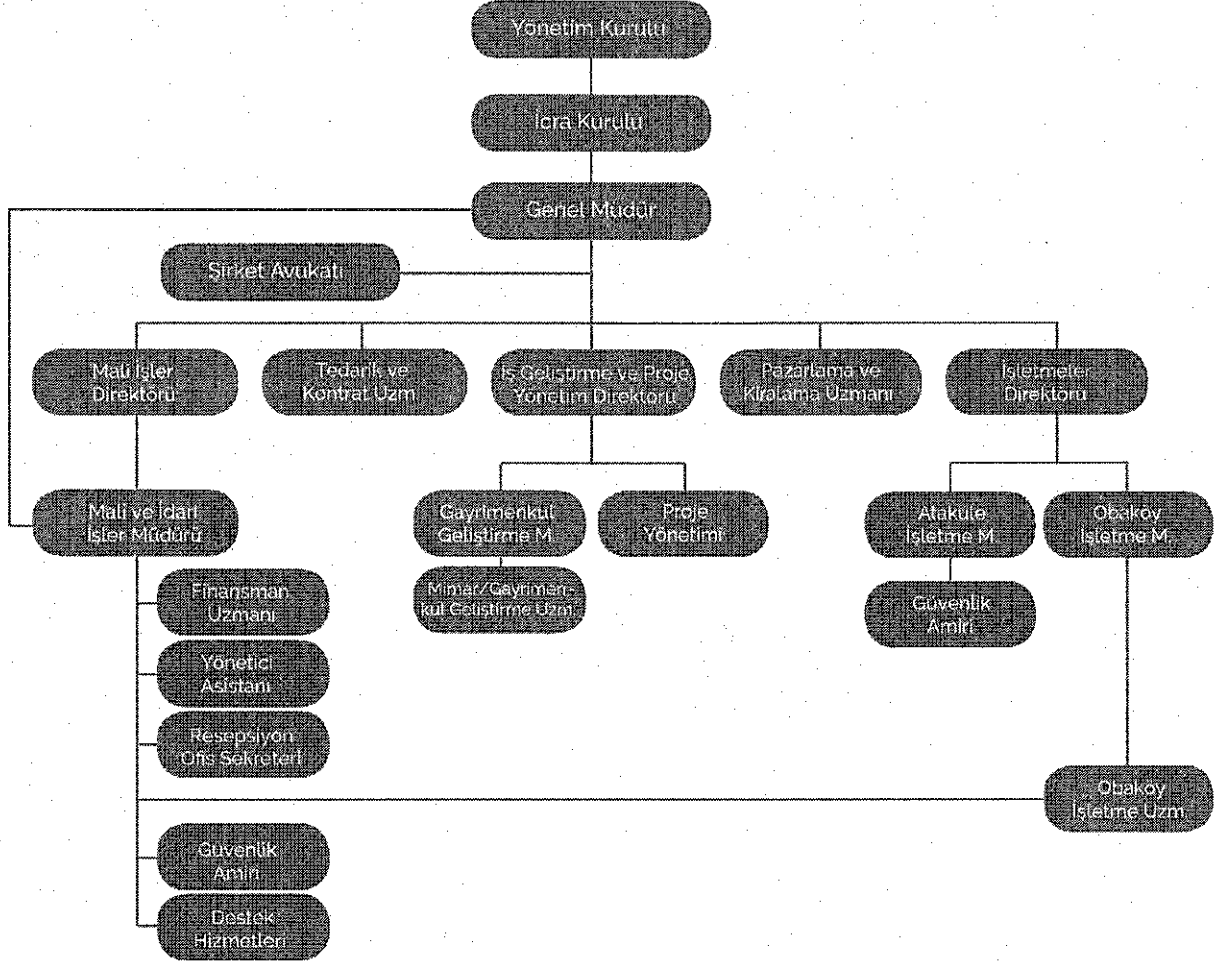 Yönetim Kurulu
İcra Kurulu
Genel Müdür
Şirket Avukatı
Mali İşler
Direktörü
Tedarik ve
Kontrat Uzm
İş Geliştirme ve Proje
Yönetim Direktörü
Pazarlama ve
Kiralama Uzmanı
İşletmeler
Direktörü
Mali ve İdari
İşler Müdürü
Gayrimenkul
Geliştirme M.
Proje
Yönetimi
Atakule
İşletme M.
Obaköy
İşletme M.
Finansman
Uzmanı
Mimar/Gayrimen-
kul Geliştirme Uzm.
Güvenlik
Amiri
Yönetici
Asistanı
Resepsiyon
Ofis Sekreteri
Obaköy
İşletme Uzm
Güvenlik
Amiri
Destek
Hizmetleri